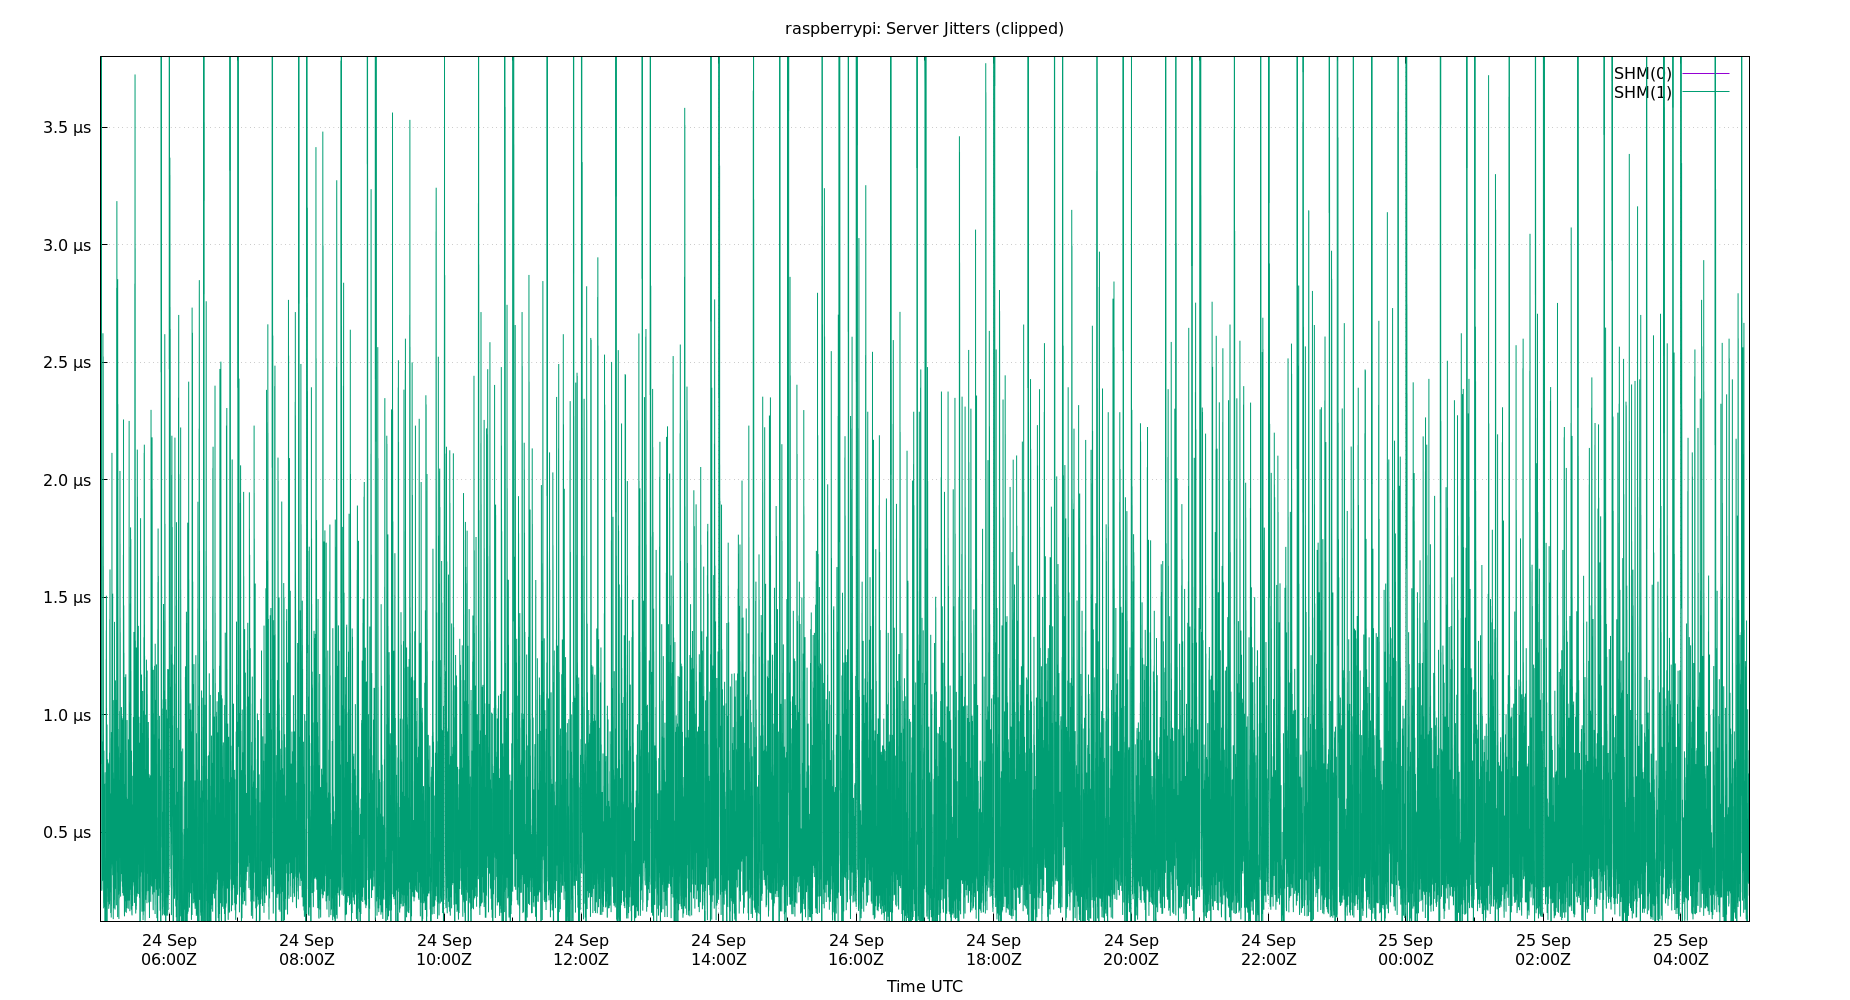 raspberrypi: Server Jitters (clipped)
SHM(0)
SHM(1)
3.5 µs
3.0 µs
2.5 µs
2.0 µs
1.5 µs
1.0 µs
0.5 µs
24 Sep 24 Sep 24 Sep 24 Sep 24 Sep 24 Sep 24 Sep 24 Sep 24 Sep 25 Sep 25 Sep 25 Sep
06:00Z 08:00Z 10:00Z 12:00Z 14:00Z 16:00Z 18:00Z 20:00Z 22:00Z 00:00Z 02:00Z 04:00Z
Time UTC